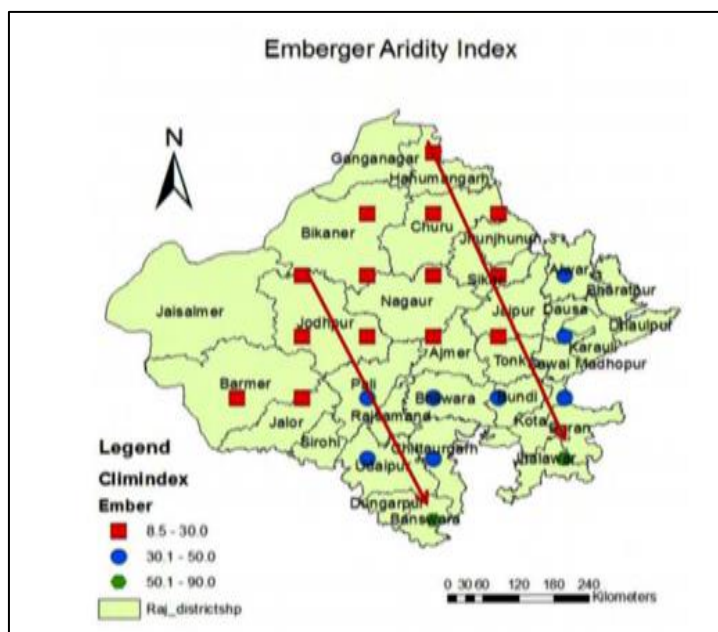 Emberger Aridity Index
N
Ganganagar
Hanumangarh
Bikaner
Churu
Jhunjhunun
Sikar
Alwar
Bharatpur
Jaisalmer
Nagaur
Jodhpur
Jaipur
Dausa
Dhaulpur
Ajmer
Karauli
Tonk
Sawai Madhopur
Barmer
Pali
Rajsamand
Bhilwara
Bundi
Kota
Baran
Jalor
Sirohi
Chittaurgarh
Udaipur
Jhalawar
Dungarpur
Banswara
Legend
Climindex
Ember
8.5 - 30.0
30.1 - 50.0
50.1 - 90.0
Raj_districtshp
0 30 60 120 180 240
Kilometers